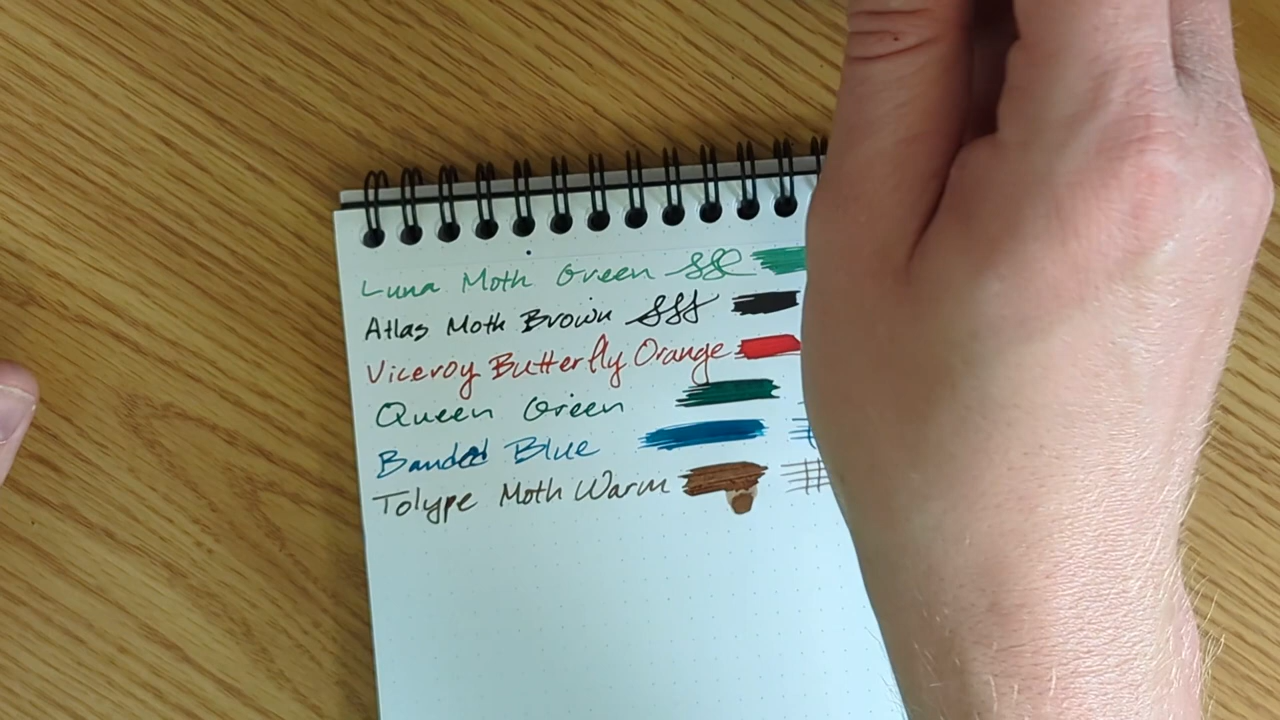 Luna Moth Green
Atlas Moth Brown
Viceroy Butterfly Orange
Queen Green
Banded Blue
Tolype Moth Warm